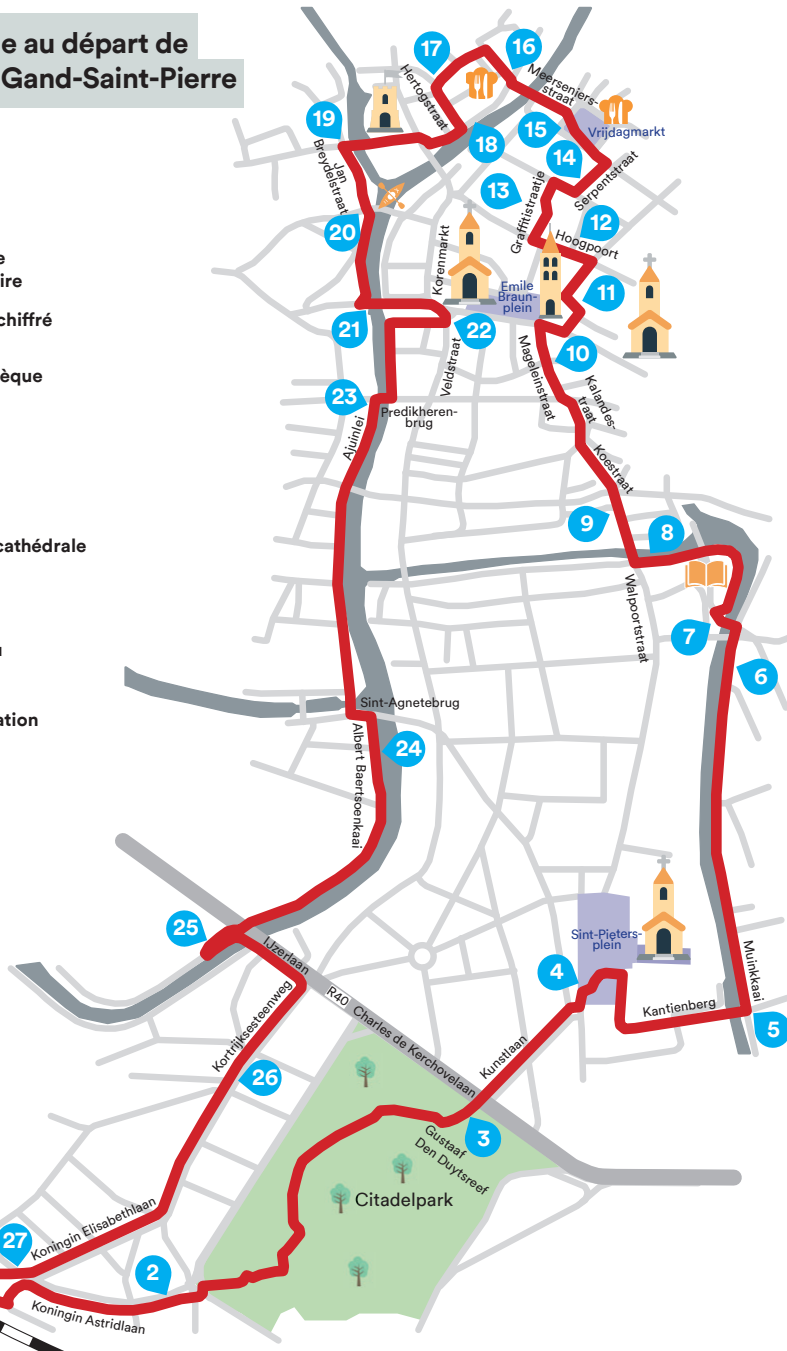 e au départ de
Gand-Saint-Pierre
e
ire
chiffré
èque
cathédrale
u
ation
17
16
Hertogstraat
Meerseniers-
straat
19
15
Vrijdagmarkt
18
14
Jan
Breydelstraat
13
Serpentstraat
Graffitistraatje
12
20
Hoogpoort
Korenmarkt
Emile
Braun-
plein
11
21
22
10
Veldstraat
Mageleinstraat
Kalandes-
traat
23
Predikheren-
brug
Ajuinlei
Koestraat
9
8
Walpoortstraat
7
6
Sint-Agnetebrug
24
Albert Baertsoenkaai
25
Sint-Pieters-
plein
IJzerlaan
4
Muinkkaai
R40
Kantienberg
Kortrijksesteenweg
Charles de Kerchovelaan
5
Kunstlaan
26
3
Gustaaf
Den Duytsreef
Citadelpark
Koningin Elisabethlaan
27
2
Koningin Astridlaan